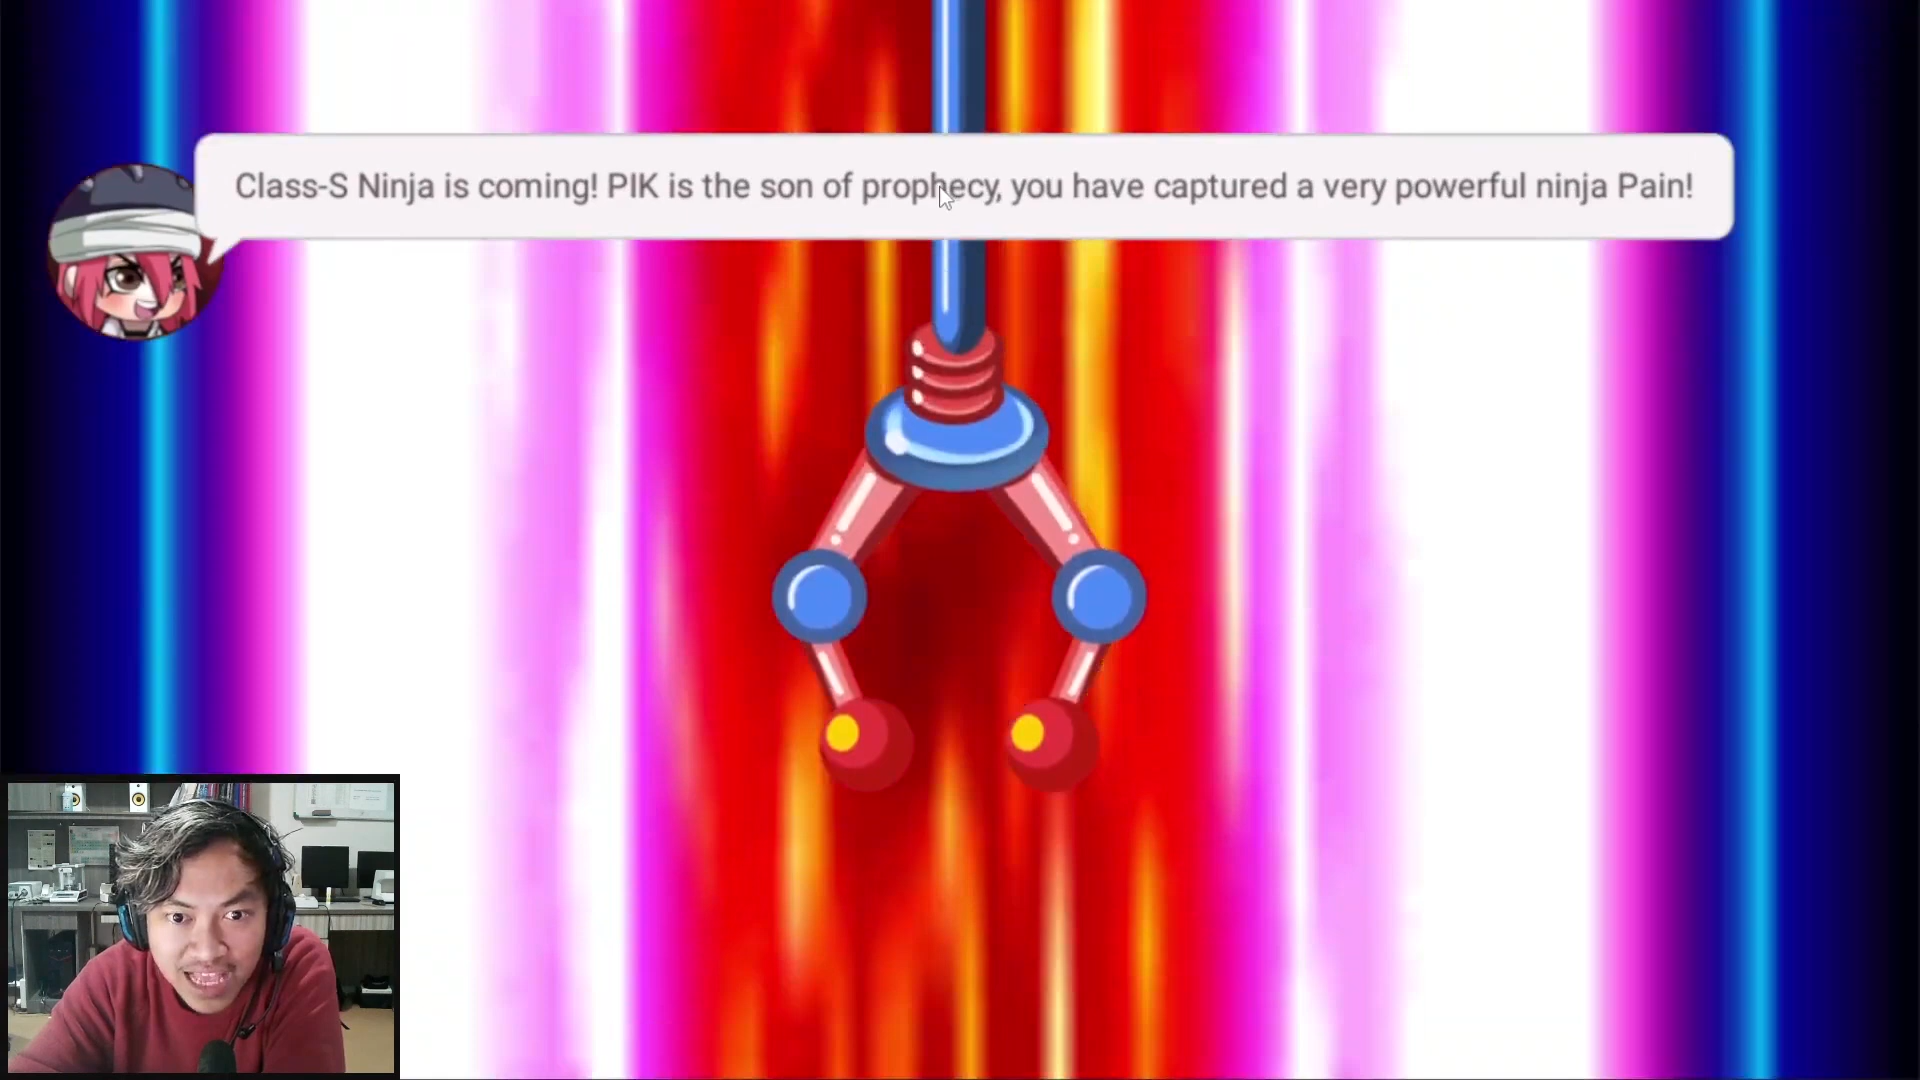 Class-S Ninja is coming! PIK is the son of prophecy, you have captured a very powerful ninja Pain!